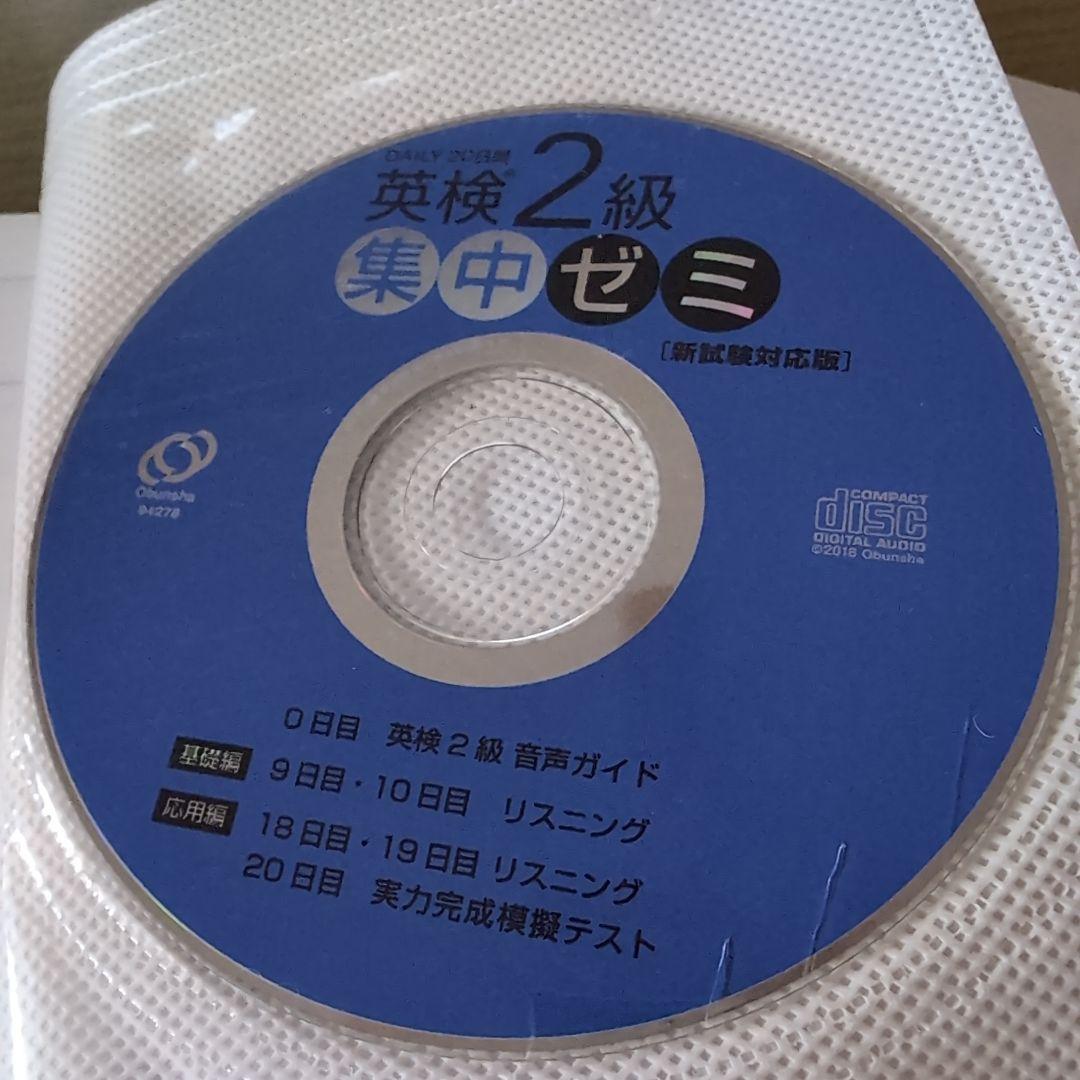 DAILY 20日間
英検®2級
集中ゼミ
[新試験対応版]
Obunsha
94278
COMPACT
disc
DIGITAL AUDIO
©2018 Obunsha
0日目 英検2級 音声ガイド
基礎編 9日目・10日目 リスニング
応用編 18日目・19日目 リスニング
20日目 実力完成模擬テスト